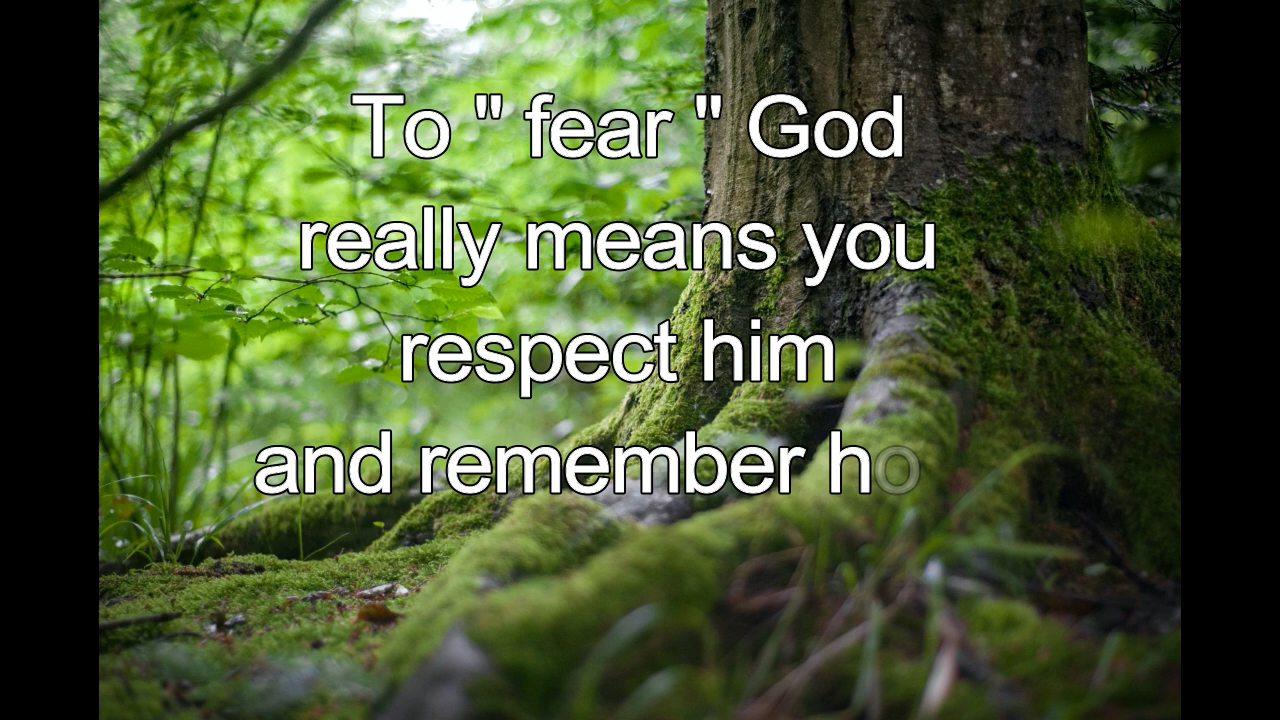 To " fear " God
really means you
respect him
and remember ho